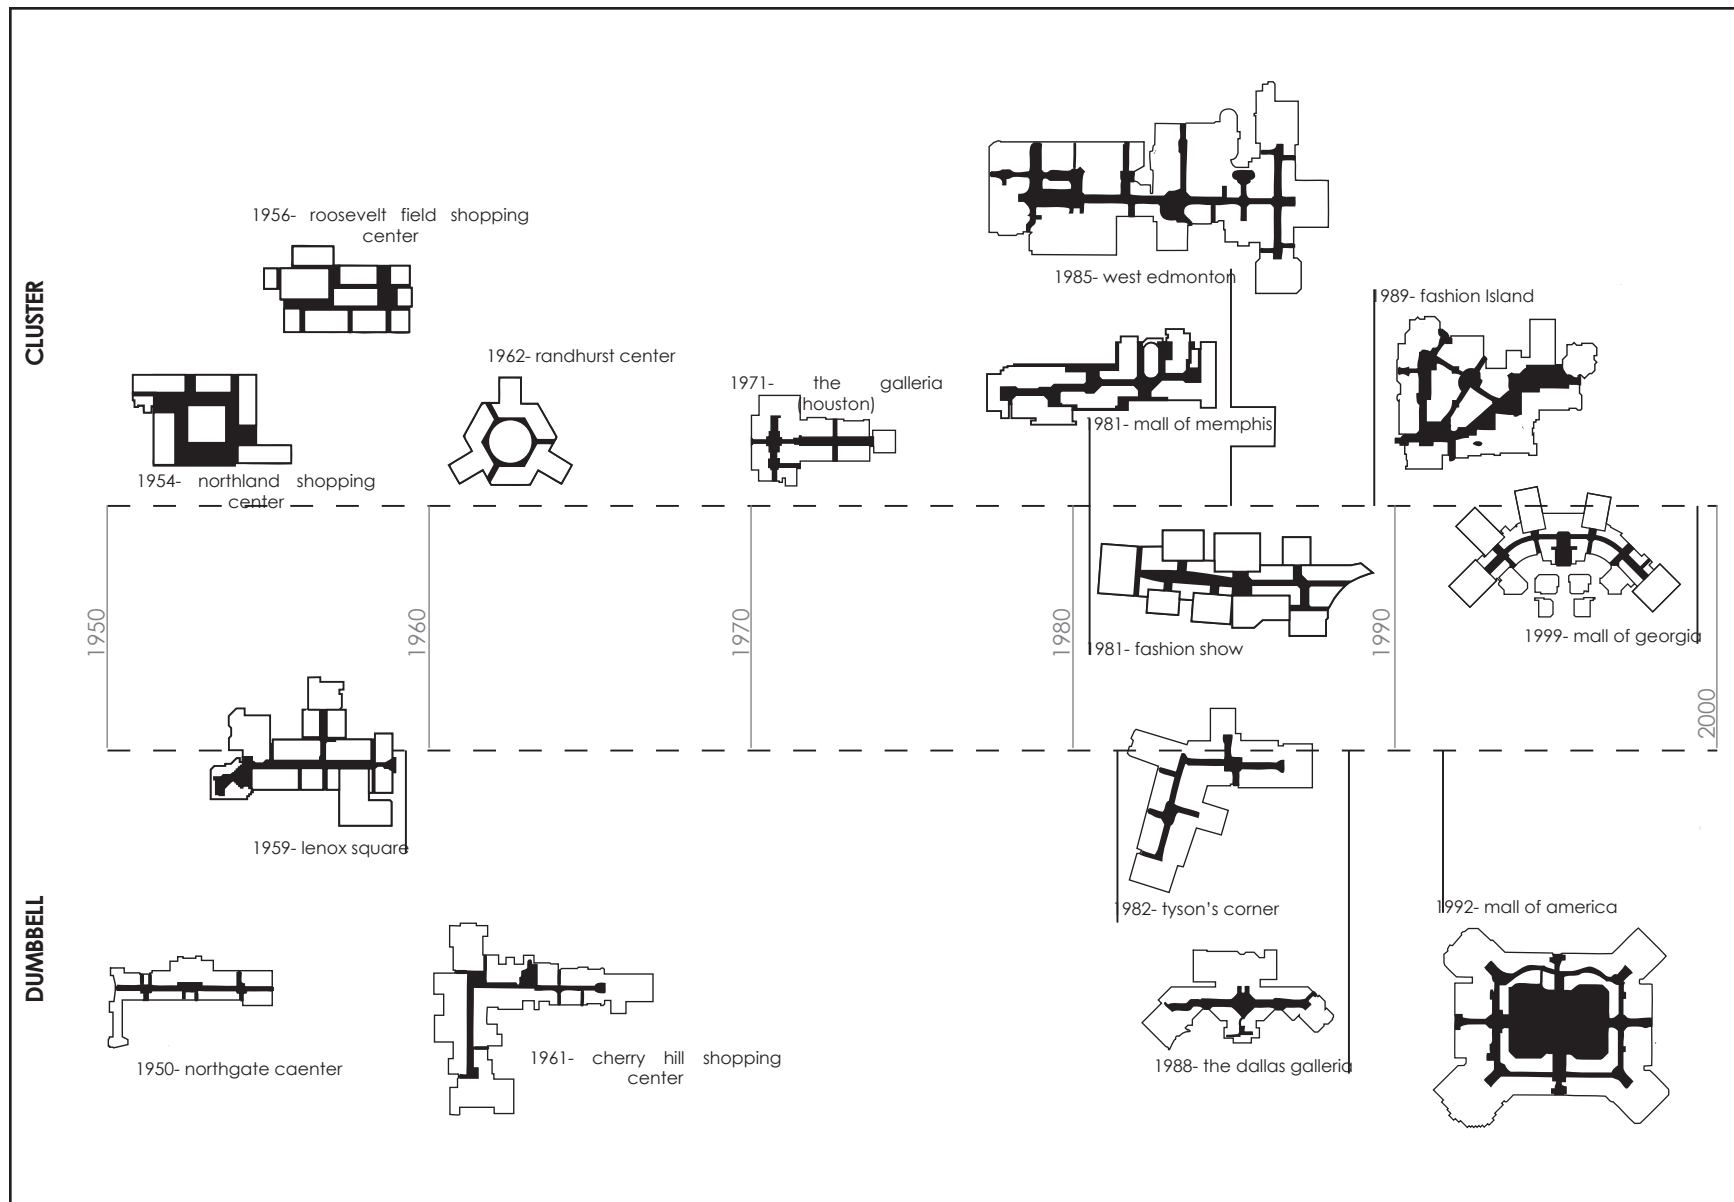 CLUSTER
1956- roosevelt field shopping
center
1985- west edmonton
1989- fashion Island
1962- randhurst center
1971- the galleria
(houston)
1981- mall of memphis
1954- northland shopping
center
1950
1960
1970
1980
1990
2000
1981- fashion show
1999- mall of georgia
1959- lenox square
DUMBBELL
1982- tyson's corner
1992- mall of america
1950- northgate caenter
1961- cherry hill shopping
center
1988- the dallas galleria